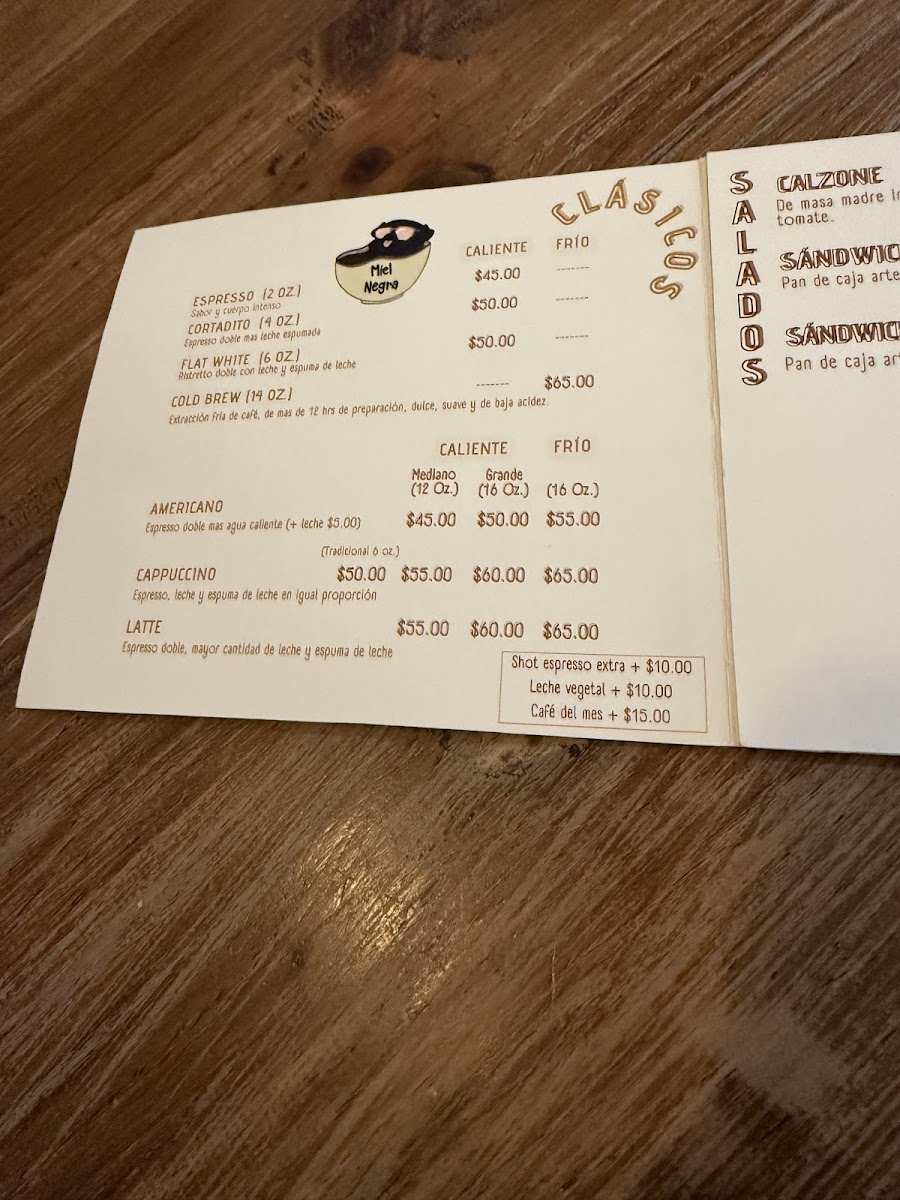 CLÁSICOS
Miel
Negra
CALIENTE FRÍO
ESPRESSO (2 OZ.) $45.00 -------
Sabor y cuerpo intenso
CORTADITO (4 OZ.) $50.00 -------
Espresso doble mas leche espumada
FLAT WHITE (6 OZ.) $50.00 -------
Ristretto doble con leche y espuma de leche
COLD BREW (14 OZ.) ------- $65.00
Extracción fria de café, de mas de 12 hrs de preparación, dulce, suave y de baja acidez.
CALIENTE FRÍO
Mediano Grande
(12 Oz.) (16 Oz.) (16 Oz.)
AMERICANO $45.00 $50.00 $55.00
Espresso doble mas agua caliente (+ leche $5.00)
(Tradicional 6 oz.)
CAPPUCCINO $50.00 $55.00 $60.00 $65.00
Espresso, leche y espuma de leche en igual proporción
LATTE $55.00 $60.00 $65.00
Espresso doble, mayor cantidad de leche y espuma de leche
Shot espresso extra + $10.00
Leche vegetal + $10.00
Café del mes + $15.00
SALADOS
CALZONE
De masa madre
tomate.
SÁNDWIC
Pan de caja arte
SÁNDWIC
Pan de caja art